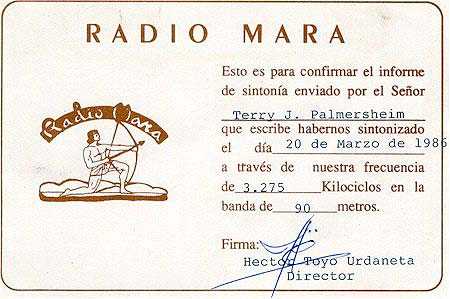 RADIO MARA
Radio Mara
Esto es para confirmar el informe
de sintonía enviado por el Señor
Terry J. Palmersheim
que escribe habernos sintonizado
el día 20 de Marzo de 1986
a través de nuestra frecuencia
de 3.275 Kilociclos en la
banda de 90 metros.
Firma:
Hector Toyo Urdaneta
Director